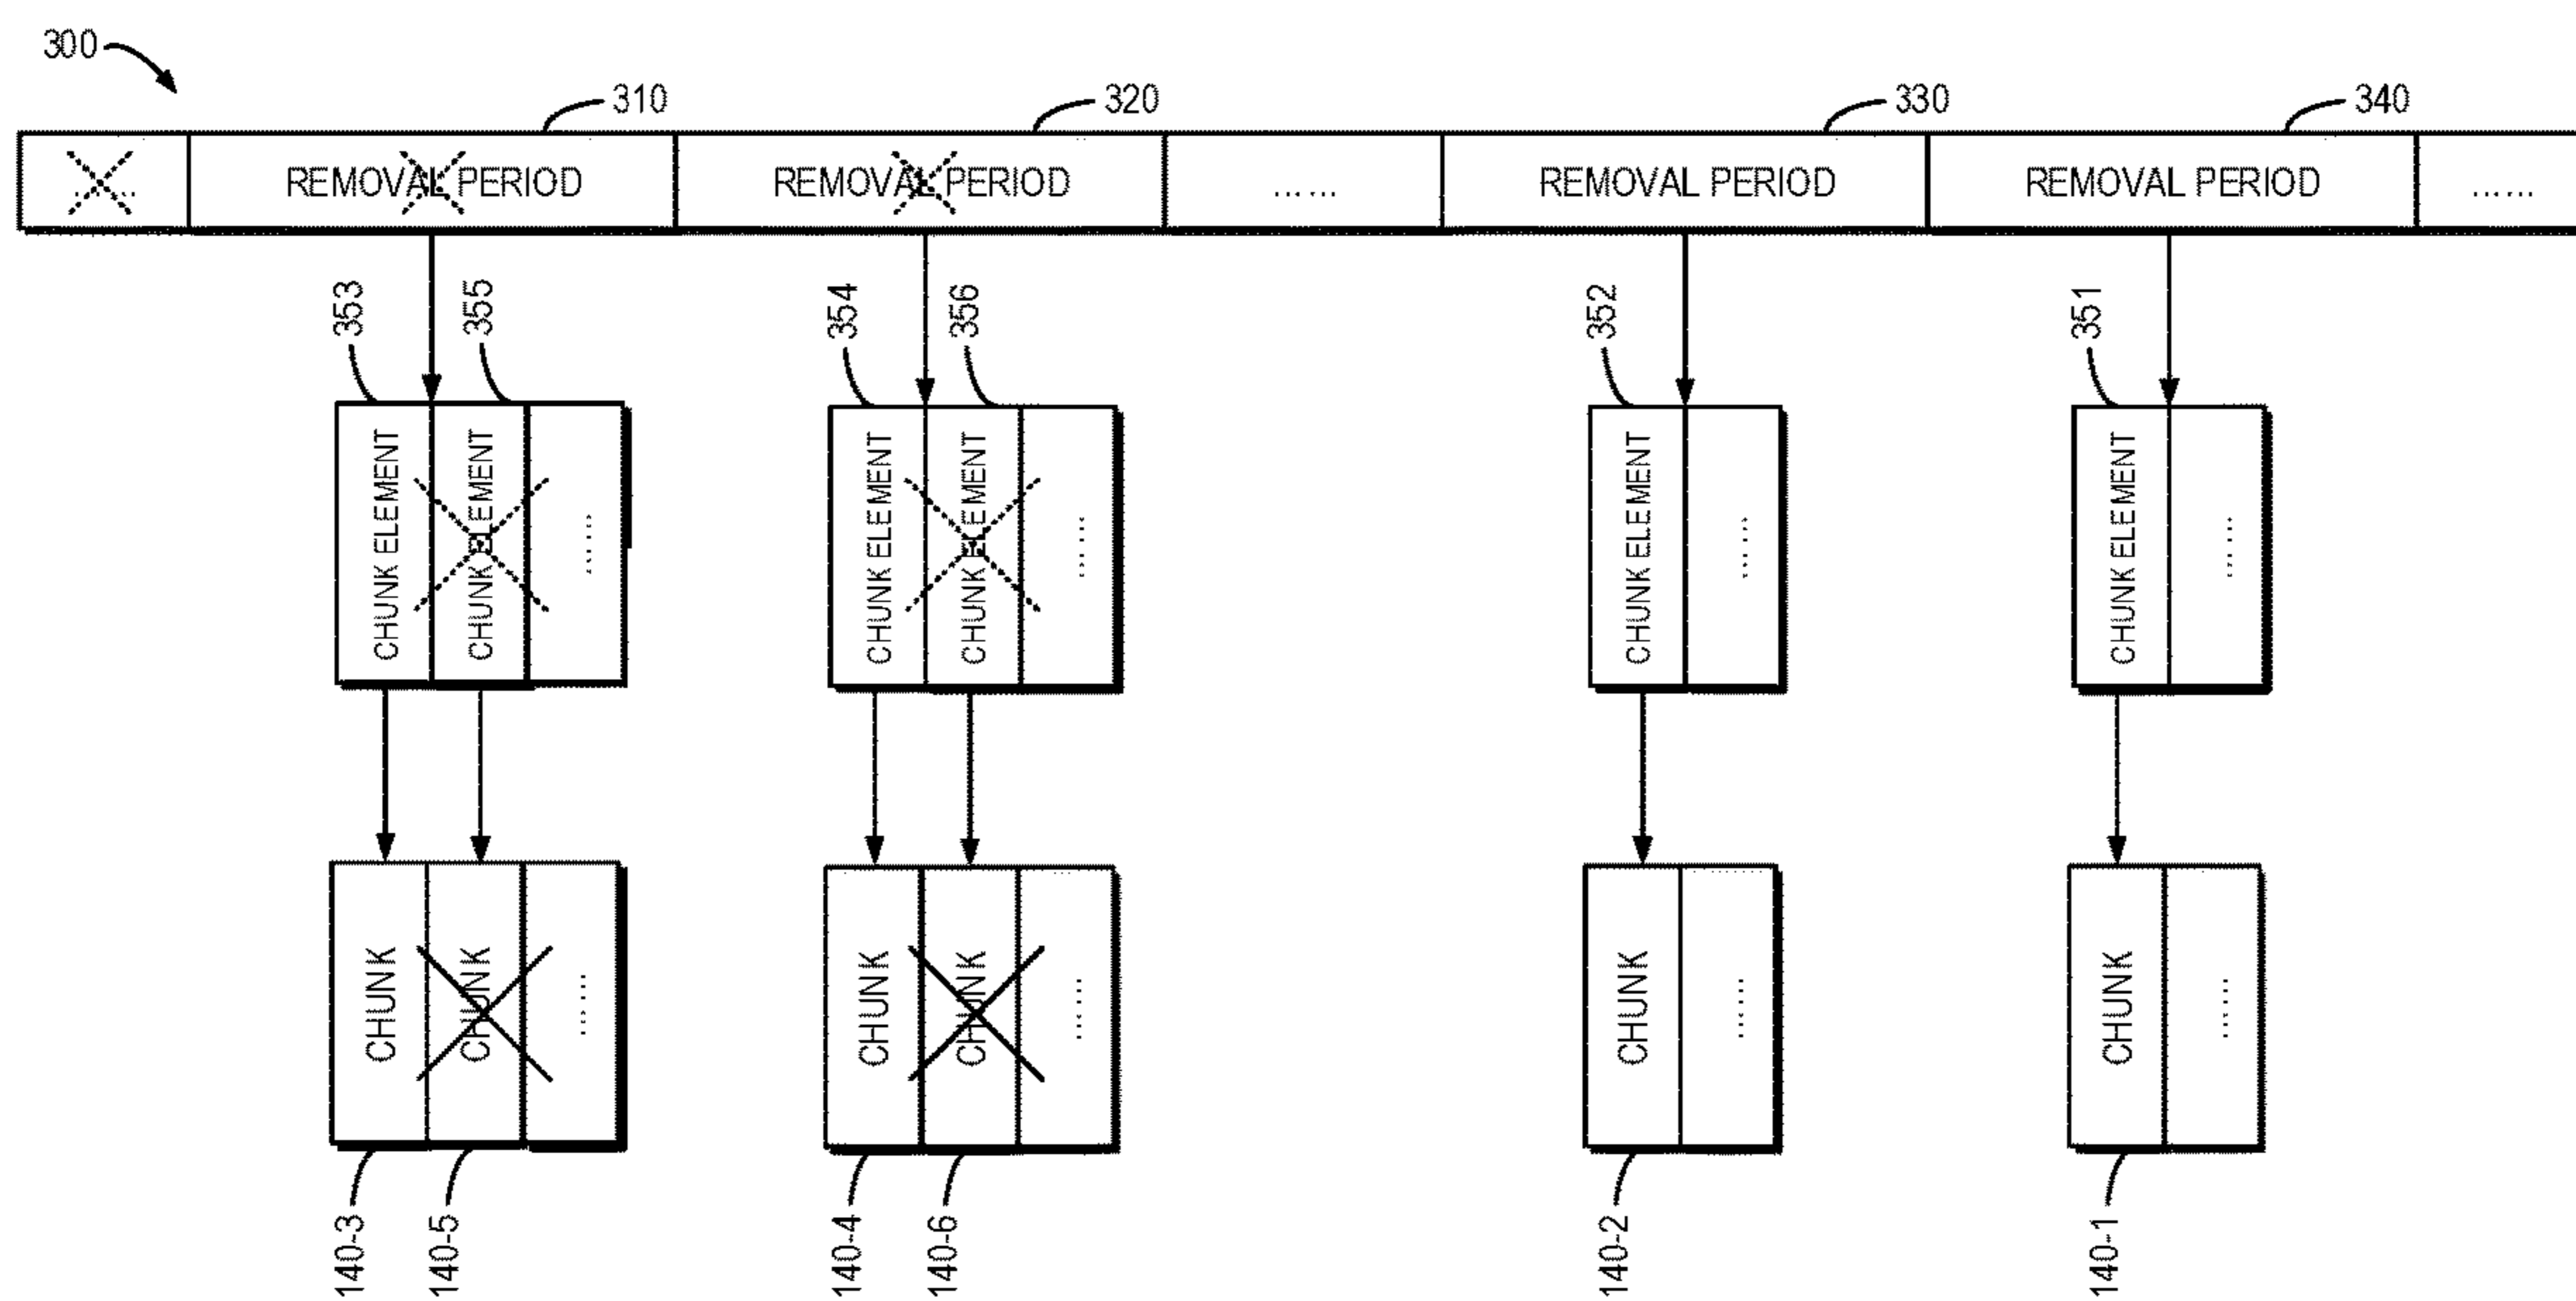 300
310
320
330
340
......
REMOVAL PERIOD
REMOVAL PERIOD
......
REMOVAL PERIOD
REMOVAL PERIOD
......
353
355
354
356
352
351
CHUNK ELEMENT
CHUNK ELEMENT
......
CHUNK ELEMENT
CHUNK ELEMENT
......
CHUNK ELEMENT
......
CHUNK ELEMENT
......
CHUNK
CHUNK
......
CHUNK
CHUNK
......
CHUNK
......
CHUNK
......
140-3
140-5
140-4
140-6
140-2
140-1